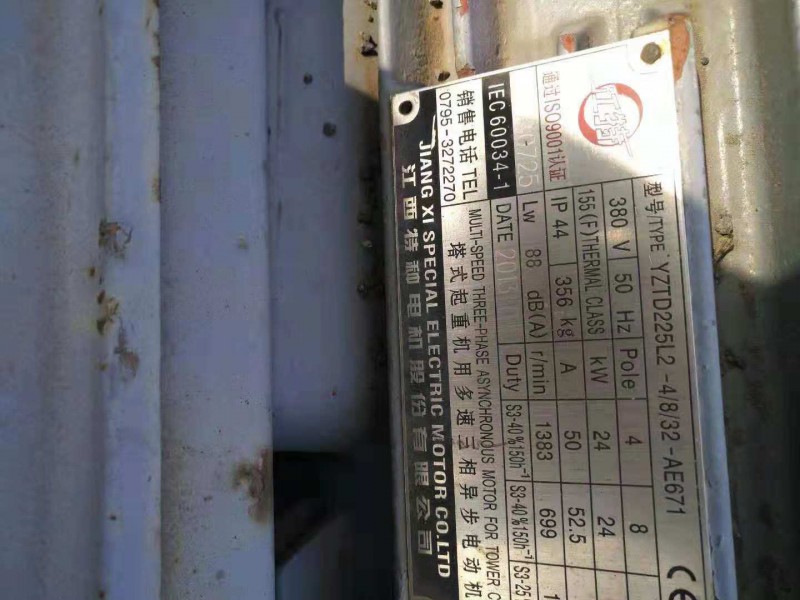 江特
通过ISO9001认证
IEC 60034-1
销售电话 TEL
0795-3272270
型号/TYPE YZTD225L2 -4/8/32 -AE671
380 V 50 Hz Pole 4 8
155(F)THERMAL CLASS kW 24 24
IP 44 356 kg A 50 52.5
Lw 88 dB(A) r/min 1383 699
DATE Duty S3-40%150h⁻¹ S3-40%150h⁻¹ S3-25
MULTI-SPEED THREE-PHASE ASYNCHRONOUS MOTOR FOR TOWER C
塔式起重机用多速三相异步电动机
JIANG XI SPECIAL ELECTRIC MOTOR CO.LTD
江西特种电机股份有限公司
CE